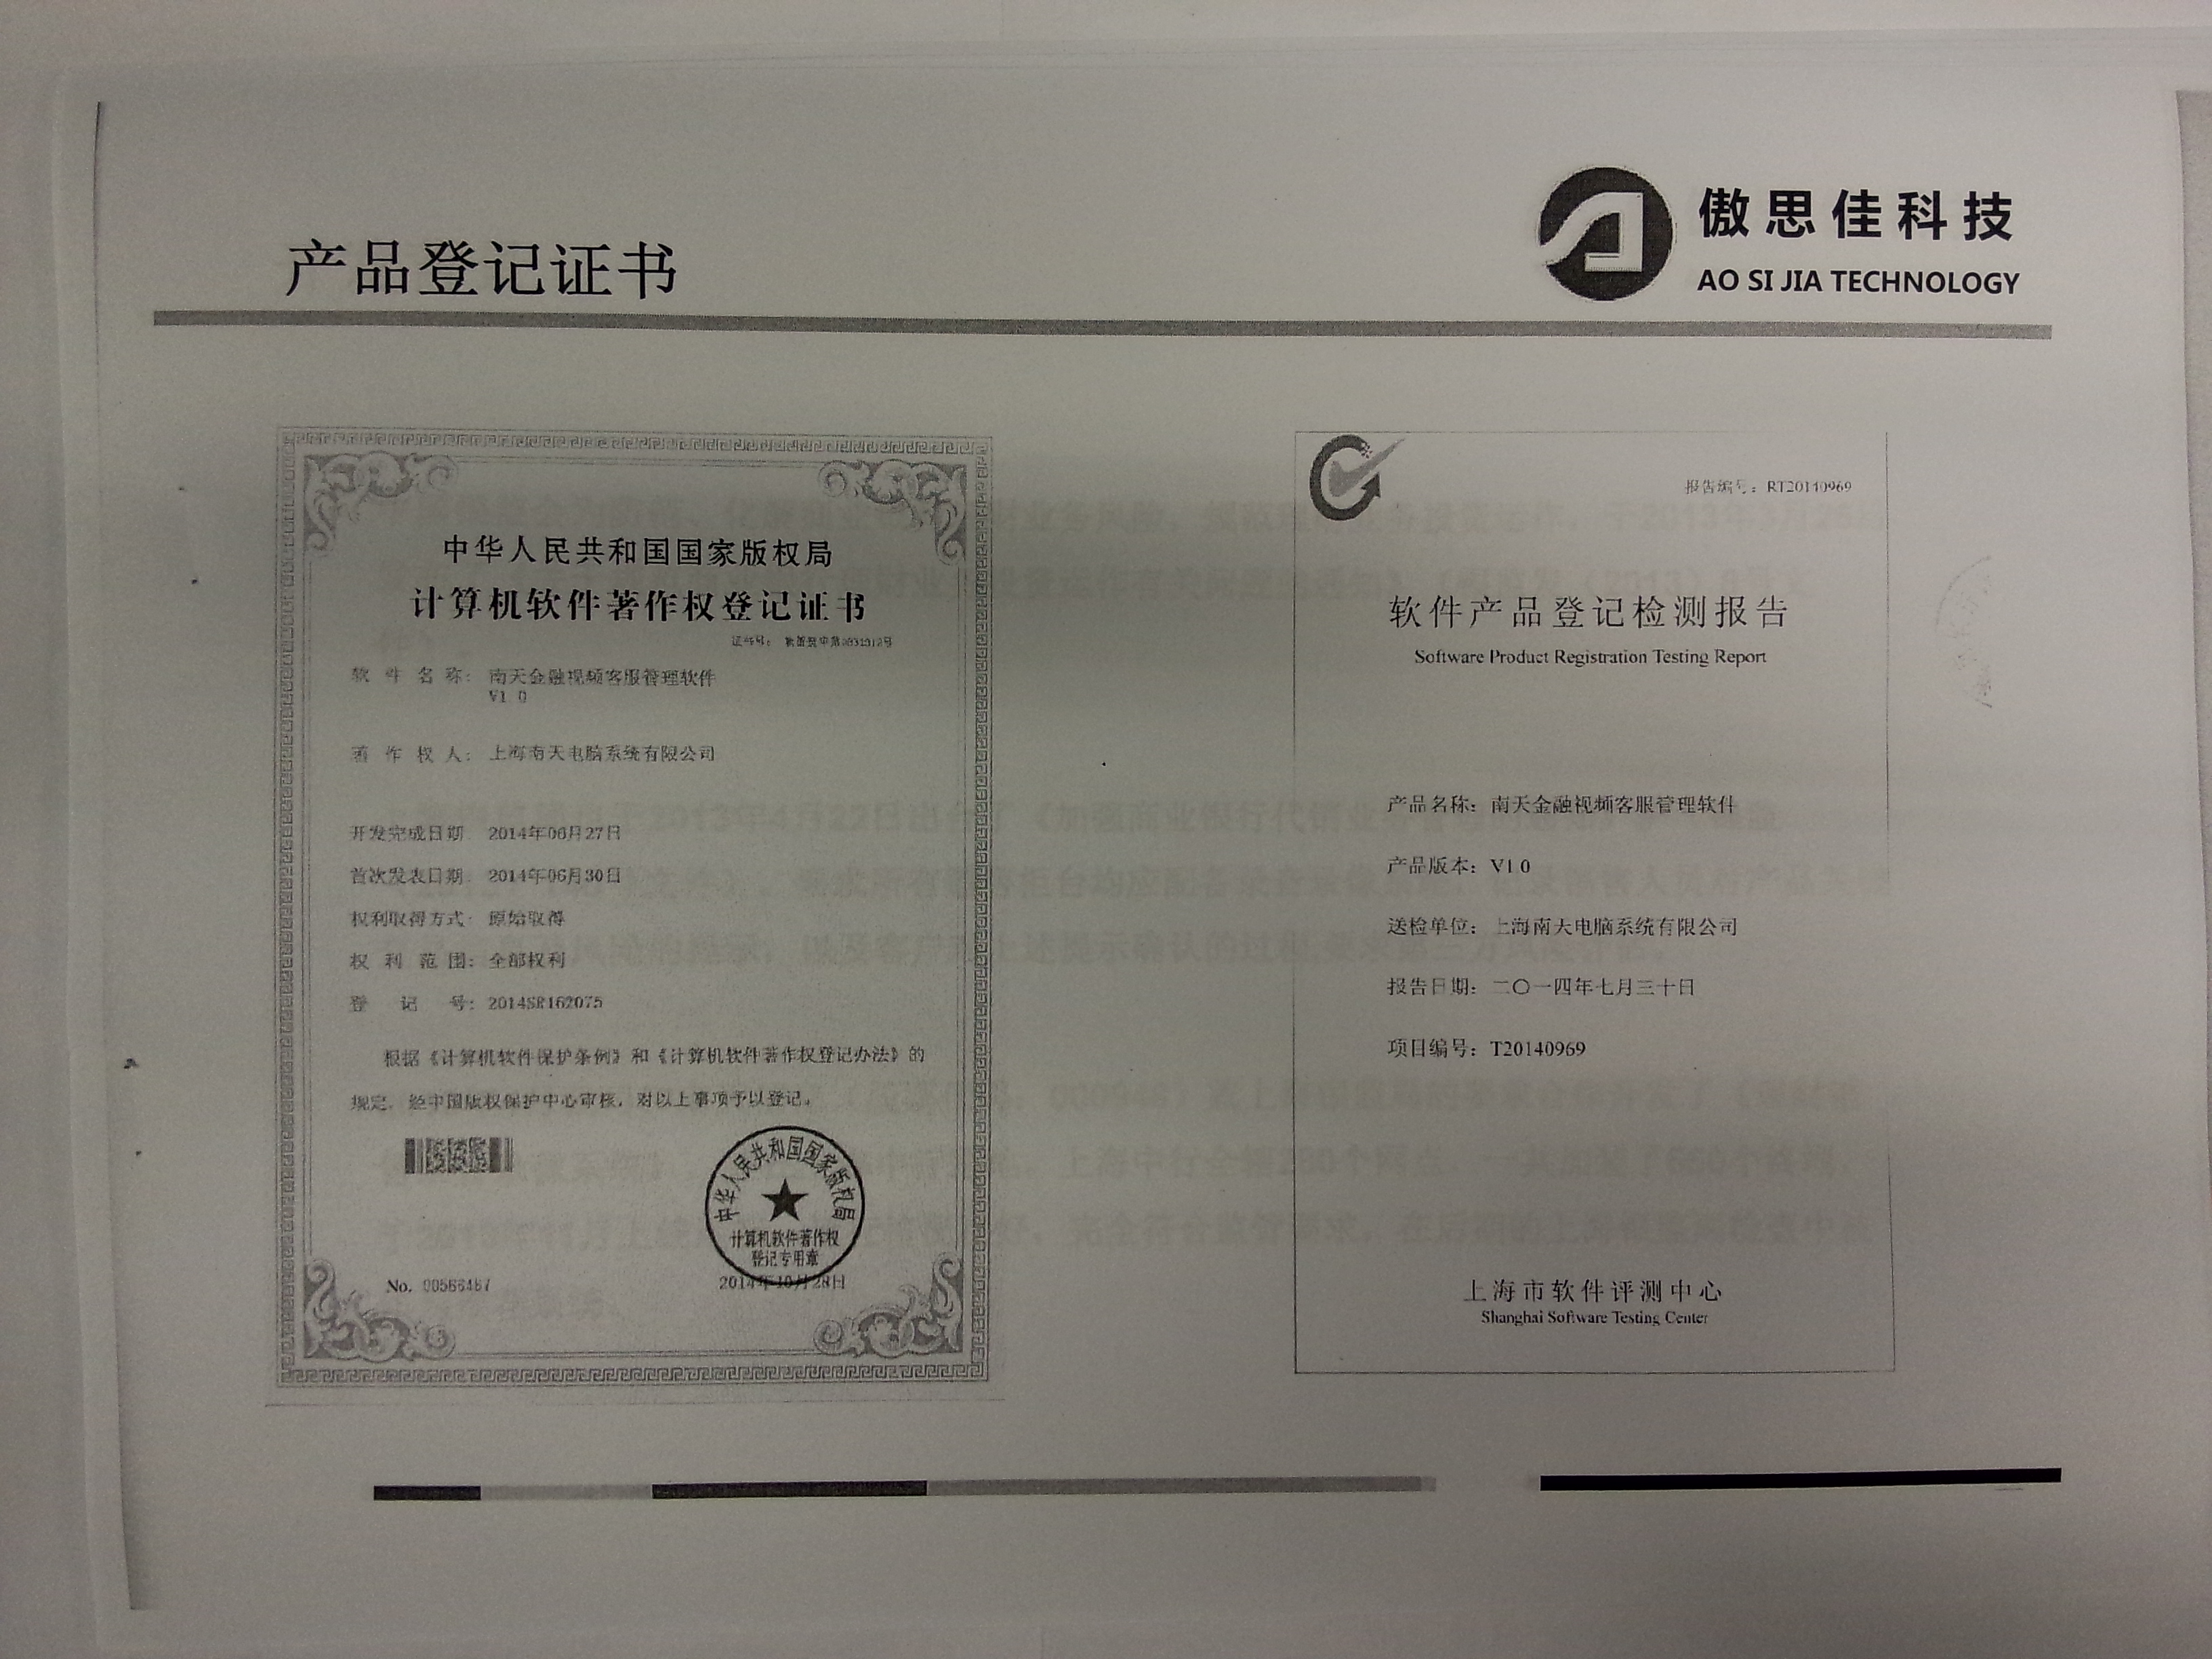 产品登记证书
傲思佳科技
AO SI JIA TECHNOLOGY
中华人民共和国国家版权局
计算机软件著作权登记证书
证书号：
软件名称：南天金融视频客服管理软件
V1.0
著作权人：上海南天电脑系统有限公司
开发完成日期：2014年06月27日
首次发表日期：2014年06月30日
权利取得方式：原始取得
权利范围：全部权利
登记号：2014SR162075
根据《计算机软件保护条例》和《计算机软件著作权登记办法》的
规定，经中国版权保护中心审核，对以上事项予以登记。
中华人民共和国国家版权局
计算机软件著作权
登记专用章
No.
2014年10月28日
报告编号：RT20140969
软件产品登记检测报告
Software Product Registration Testing Report
产品名称：南天金融视频客服管理软件
产品版本：V1.0
送检单位：上海南天电脑系统有限公司
报告日期：二〇一四年七月三十日
项目编号：T20140969
上海市软件评测中心
Shanghai Software Testing Center